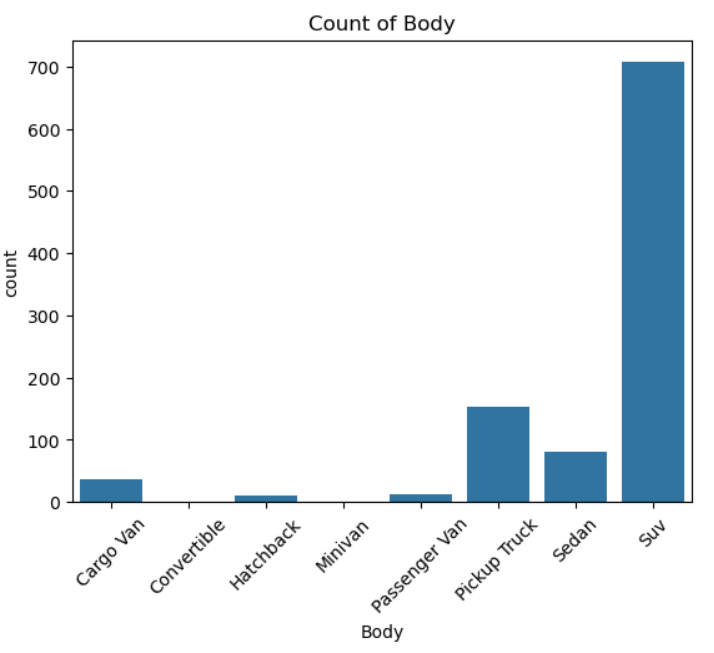 Count of Body
700
600
500
400
300
200
100
0
count
Cargo Van
Convertible
Hatchback
Minivan
Passenger Van
Pickup Truck
Sedan
Suv
Body